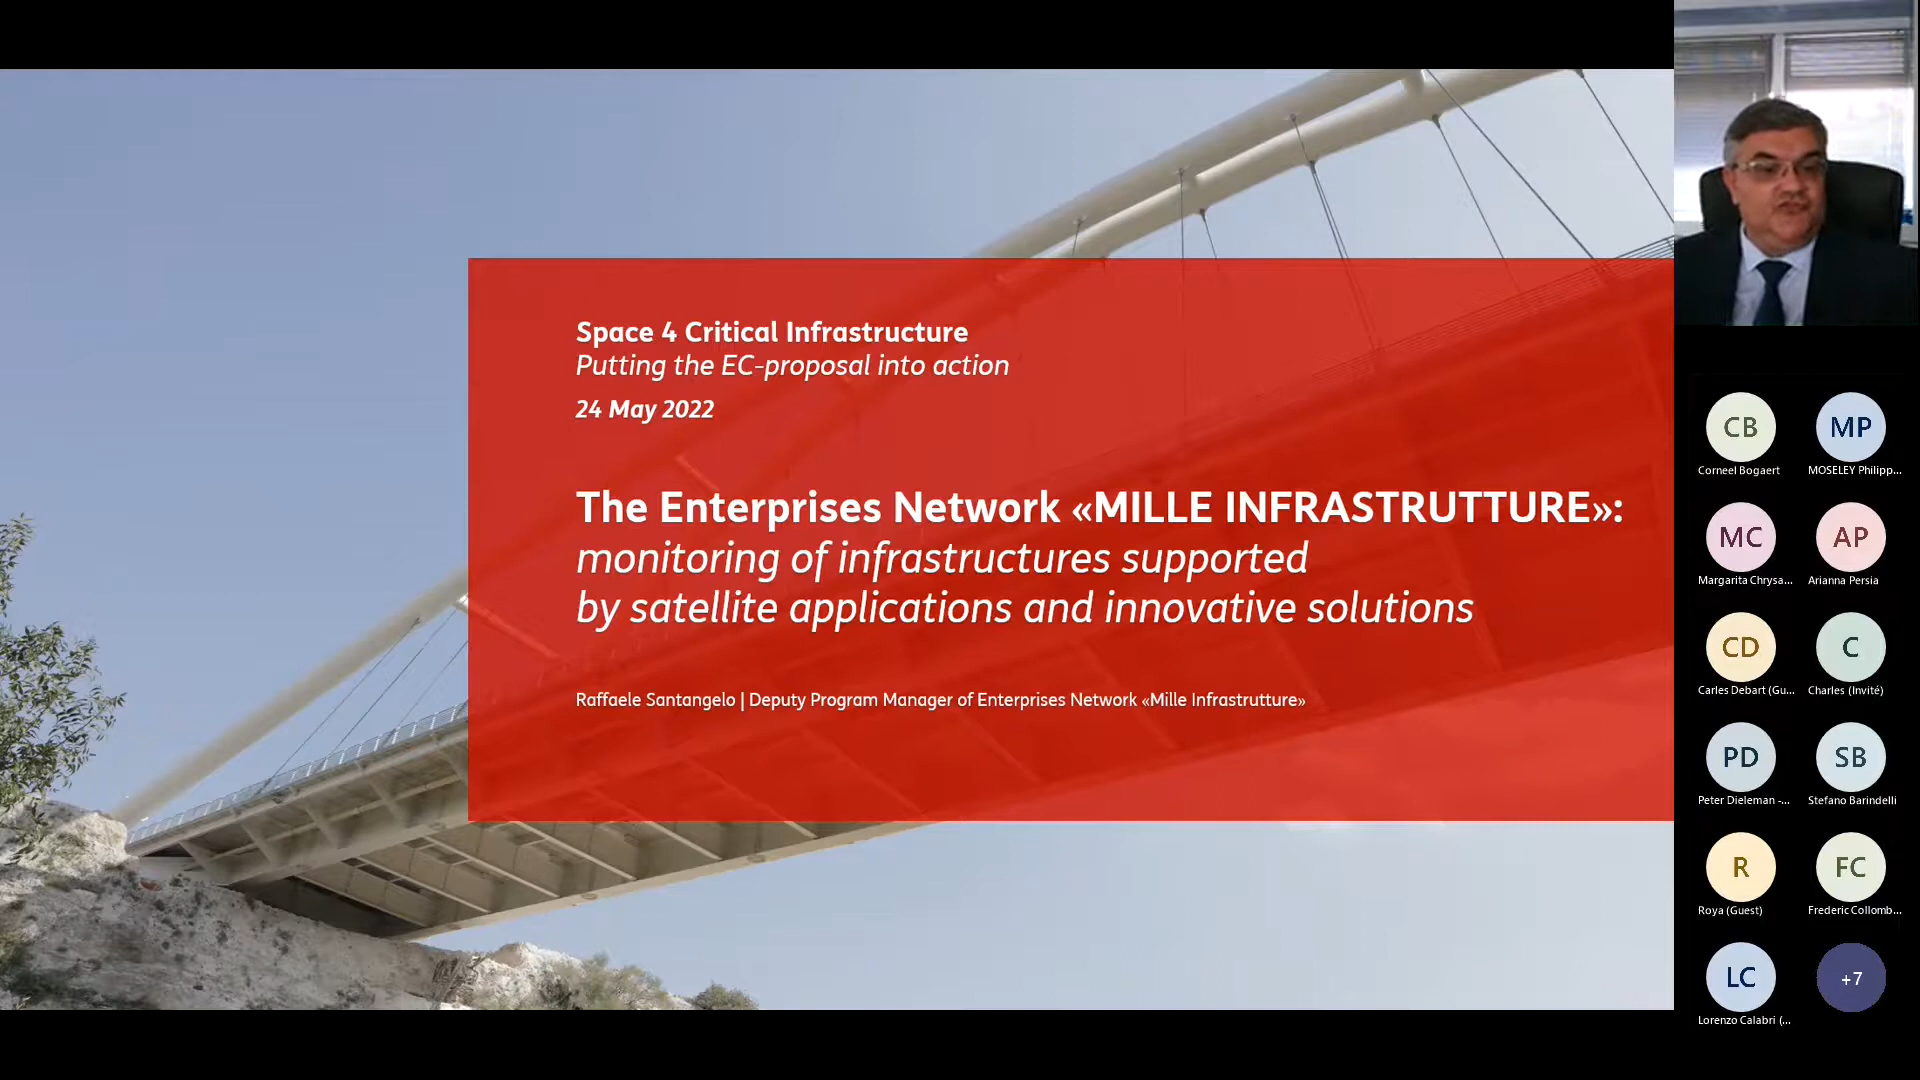 Space 4 Critical Infrastructure
Putting the EC-proposal into action
24 May 2022
The Enterprises Network «MILLE INFRASTRUTTURE»:
monitoring of infrastructures supported
by satellite applications and innovative solutions
Raffaele Santangelo | Deputy Program Manager of Enterprises Network «Mille Infrastrutture»
CB
MP
Corneel Bogaert
MOSELEY Philipp...
MC
AP
Margarita Chrysa...
Arianna Persia
CD
C
Carles Debart (Gu...
Charles (Invité)
PD
SB
Peter Dieleman -...
Stefano Barindelli
R
FC
Roya (Guest)
Frederic Collomb...
LC
+7
Lorenzo Calabri (...